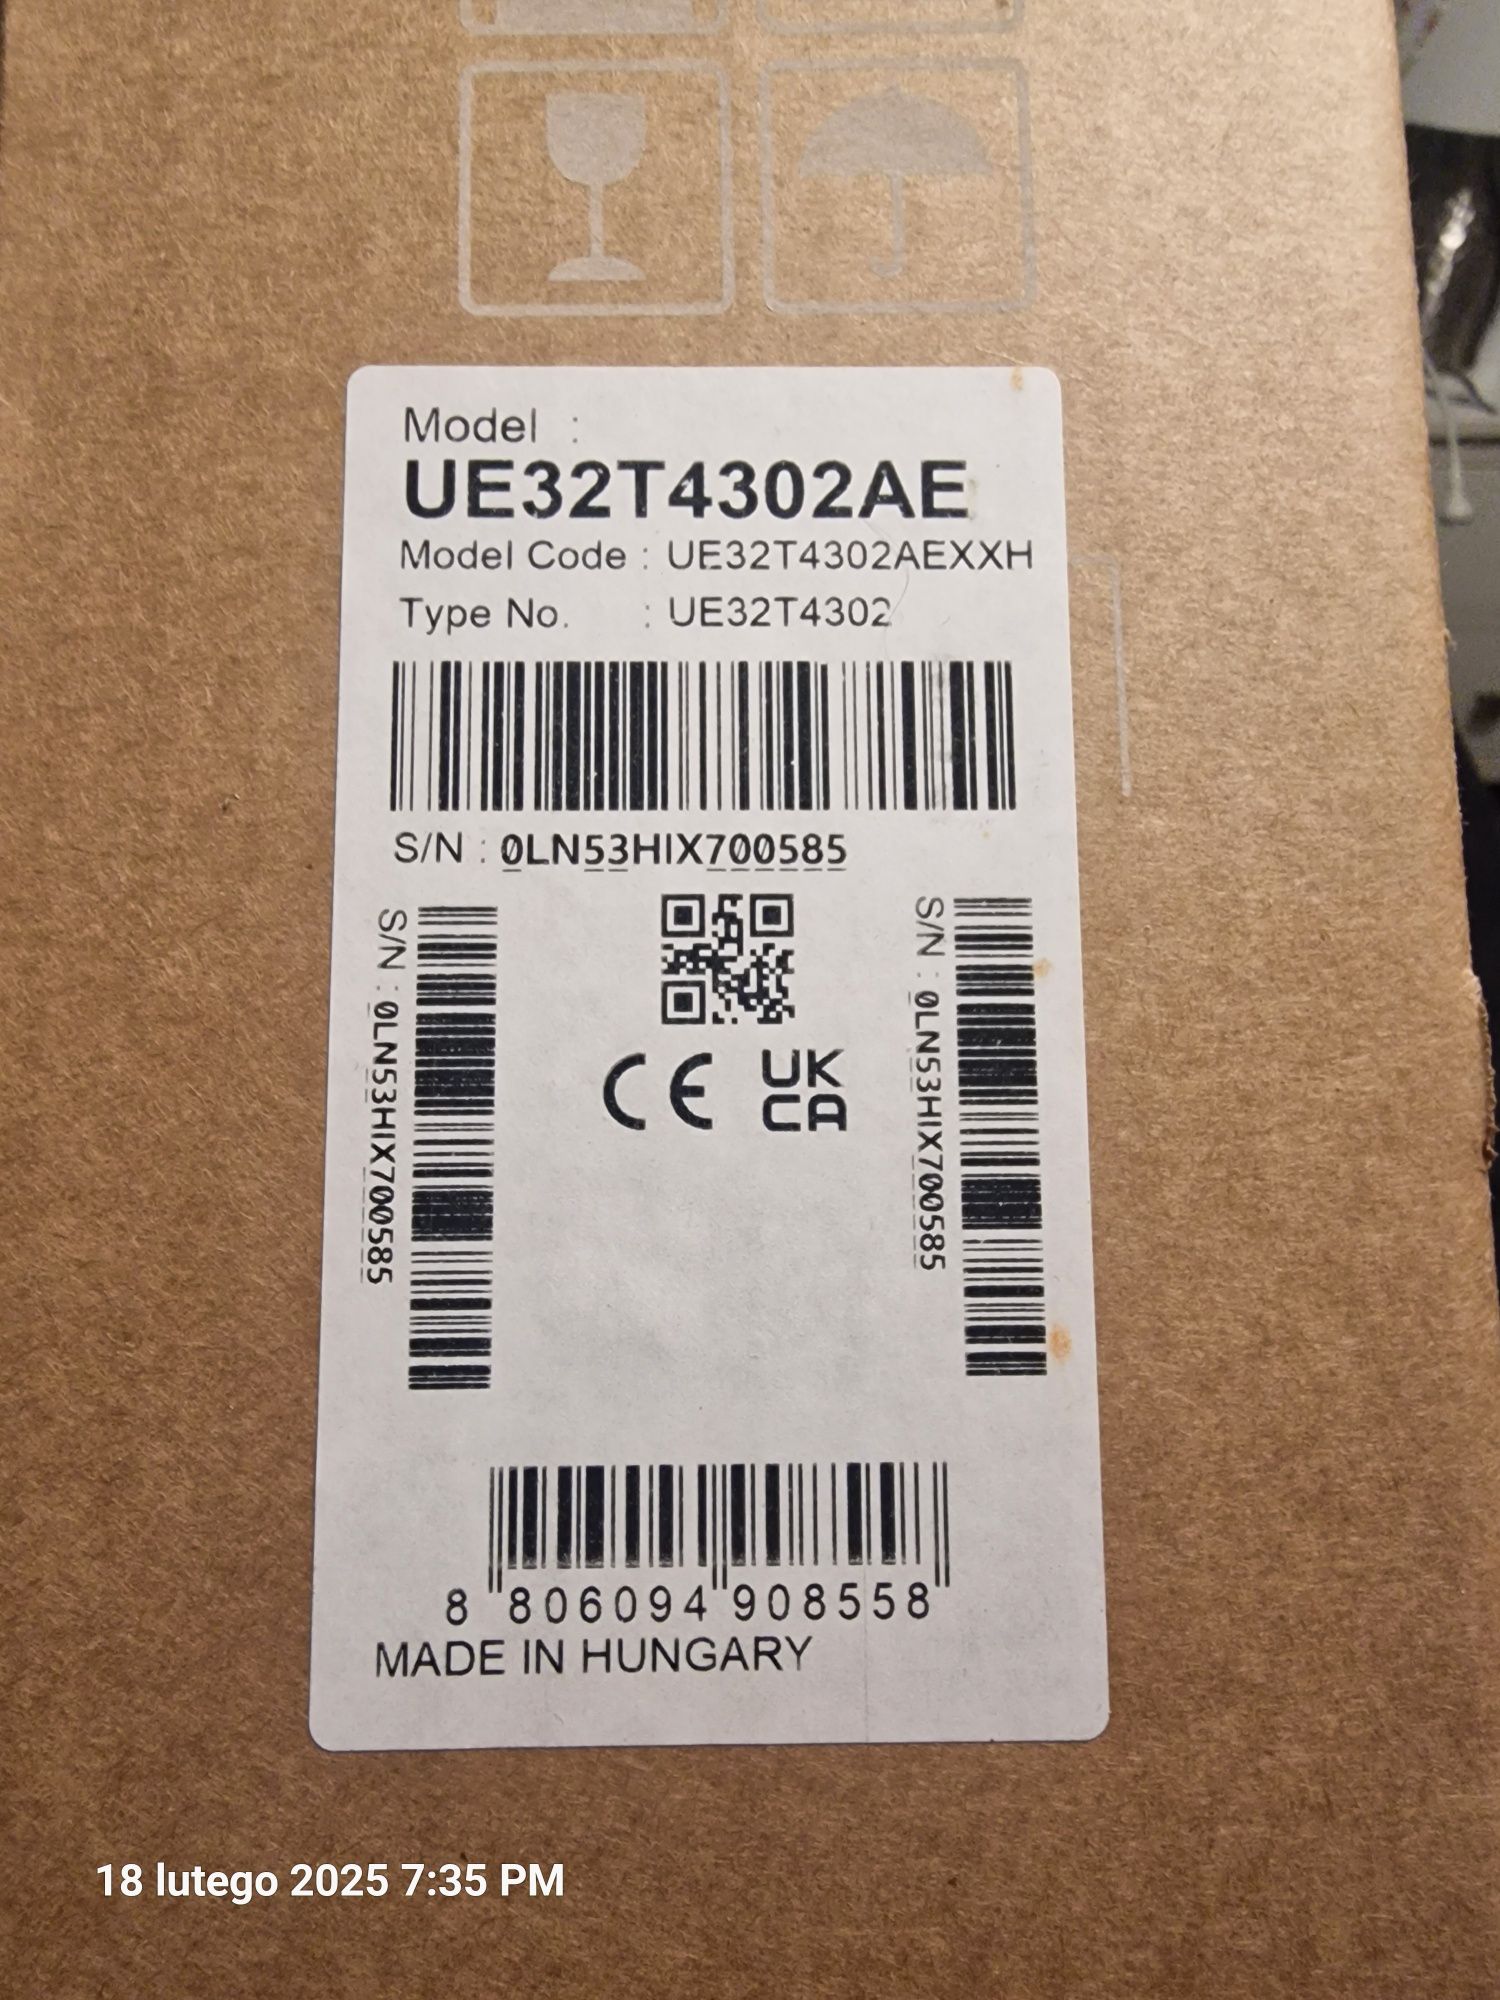 Model :
UE32T4302AE
Model Code : UE32T4302AEXXH
Type No. : UE32T4302
S/N : 0LN53HIX700585
S/N : 0LN53HIX700585
S/N : 0LN53HIX700585
CE UK
CA
8 806094 908558
MADE IN HUNGARY
18 lutego 2025 7:35 PM